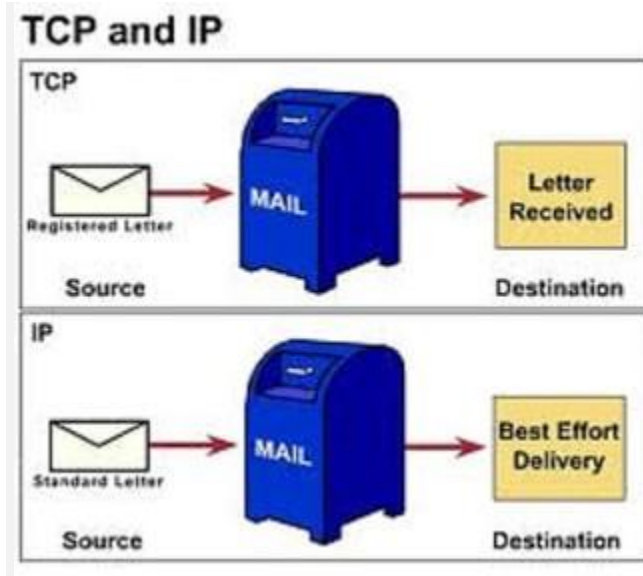 TCP and IP
TCP
MAIL
Letter
Received
Registered Letter
Source
Destination
IP
MAIL
Best Effort
Delivery
Standard Letter
Source
Destination